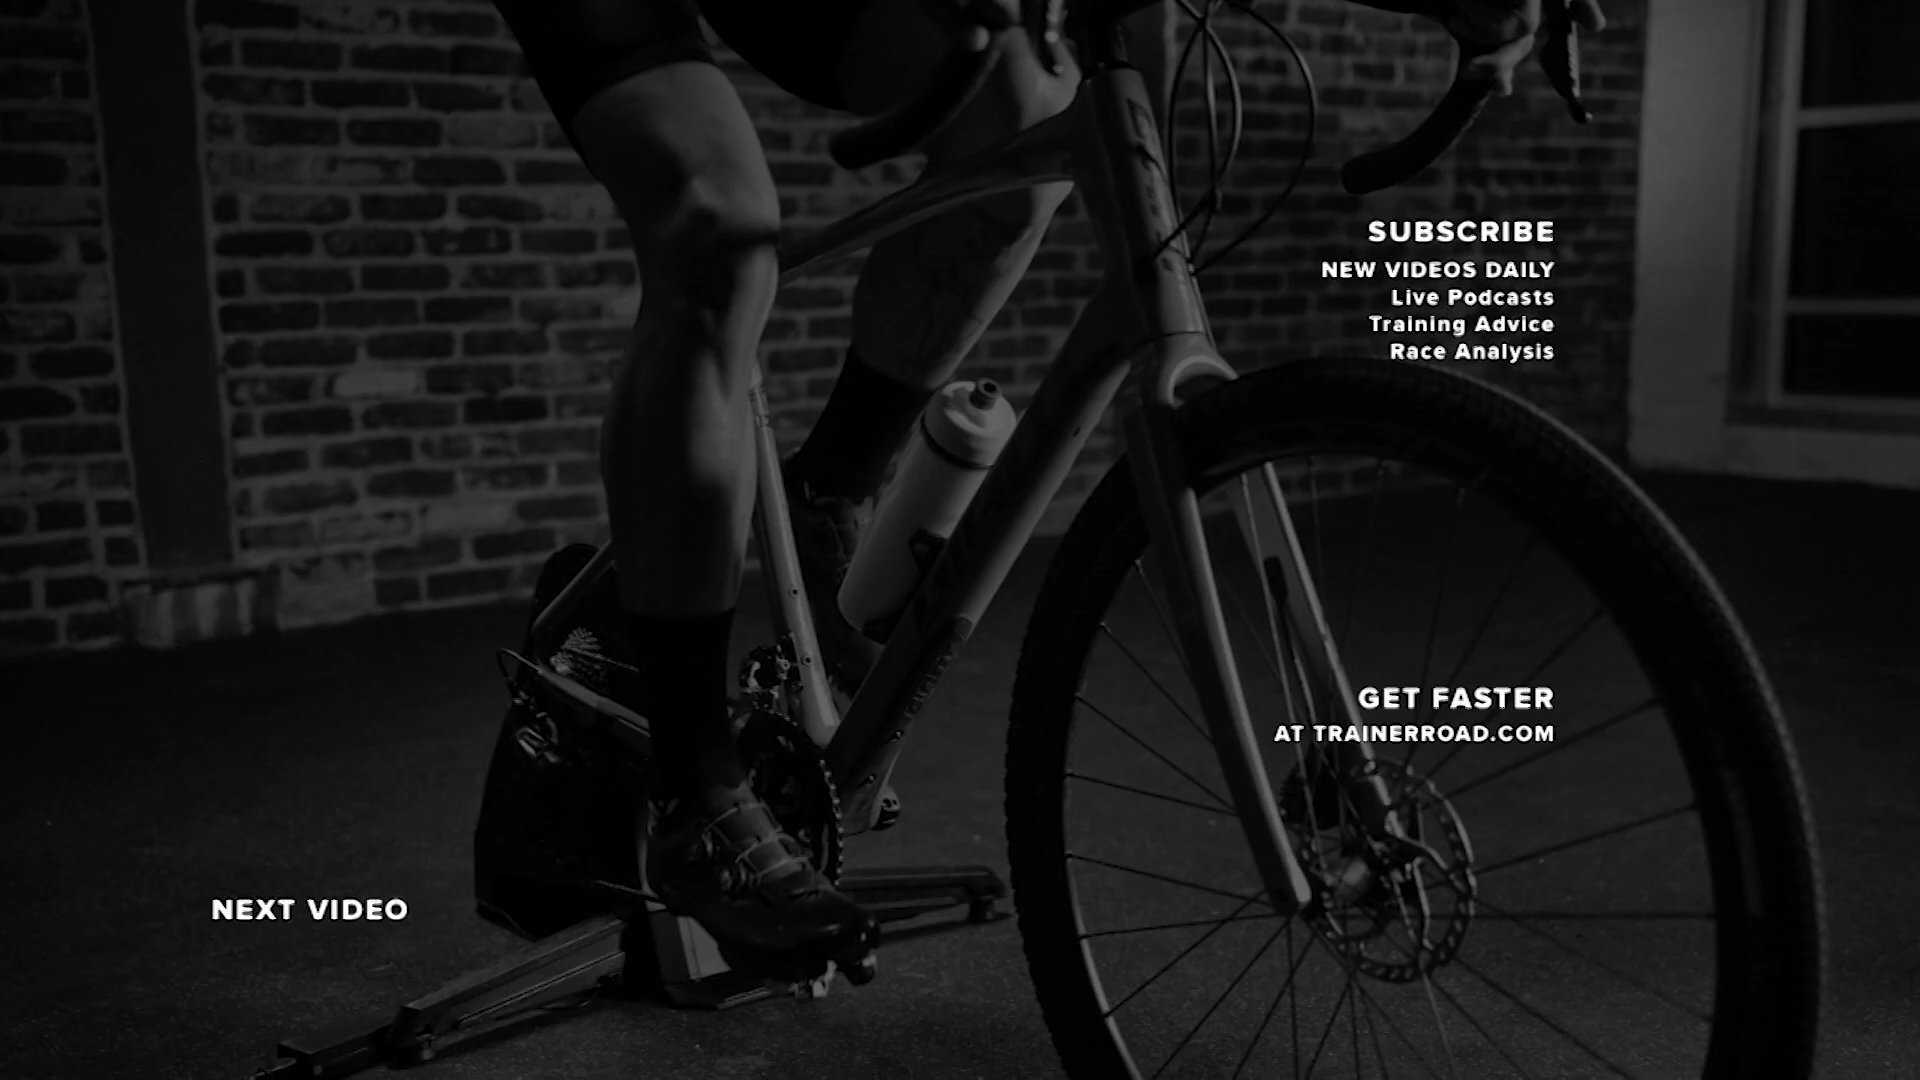 SUBSCRIBE
NEW VIDEOS DAILY
Live Podcasts
Training Advice
Race Analysis
GET FASTER
AT TRAINERROAD.COM
NEXT VIDEO